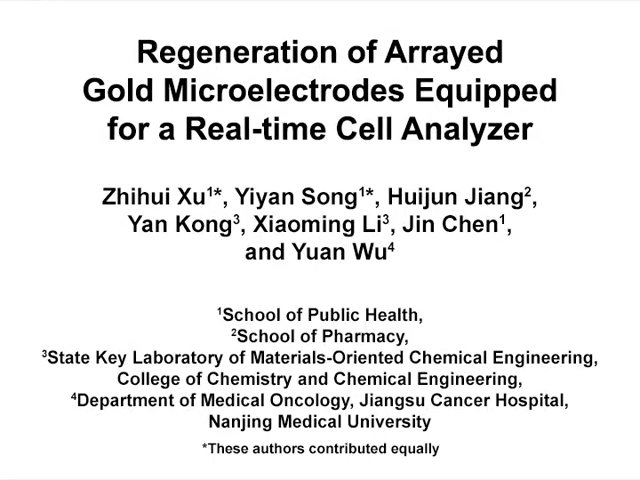 Regeneration of Arrayed
Gold Microelectrodes Equipped
for a Real-time Cell Analyzer
Zhihui Xu¹*, Yiyan Song¹*, Huijun Jiang²,
Yan Kong³, Xiaoming Li³, Jin Chen¹,
and Yuan Wu⁴
¹School of Public Health,
²School of Pharmacy,
³State Key Laboratory of Materials-Oriented Chemical Engineering,
College of Chemistry and Chemical Engineering,
⁴Department of Medical Oncology, Jiangsu Cancer Hospital,
Nanjing Medical University
*These authors contributed equally